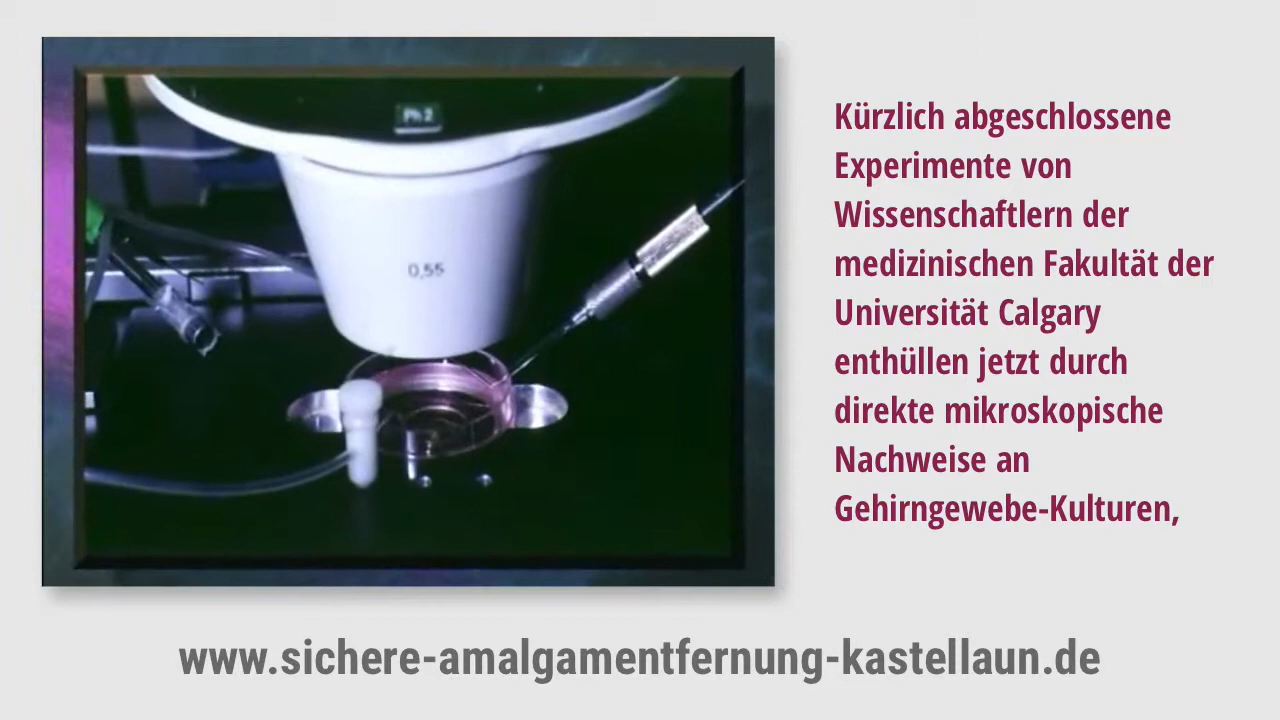 Ph 2
0,55
Kürzlich abgeschlossene
Experimente von
Wissenschaftlern der
medizinischen Fakultät der
Universität Calgary
enthüllen jetzt durch
direkte mikroskopische
Nachweise an
Gehirngewebe-Kulturen,
www.sichere-amalgamentfernung-kastellaun.de